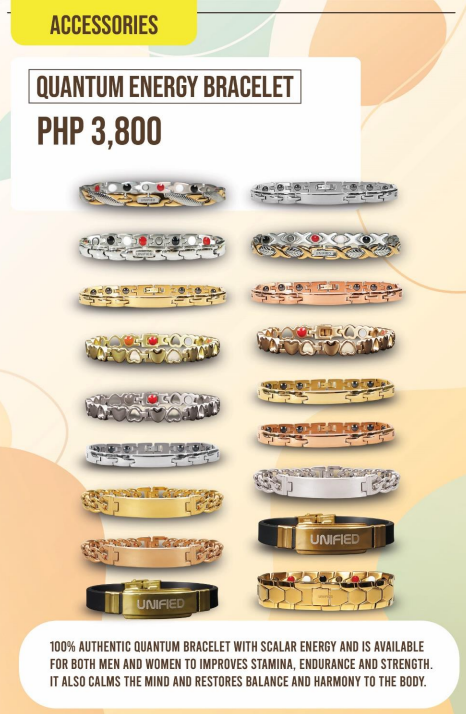 ACCESSORIES
QUANTUM ENERGY BRACELET
PHP 3,800
UNIFIED
UNIFIED
100% AUTHENTIC QUANTUM BRACELET WITH SCALAR ENERGY AND IS AVAILABLE
FOR BOTH MEN AND WOMEN TO IMPROVES STAMINA, ENDURANCE AND STRENGTH.
IT ALSO CALMS THE MIND AND RESTORES BALANCE AND HARMONY TO THE BODY.